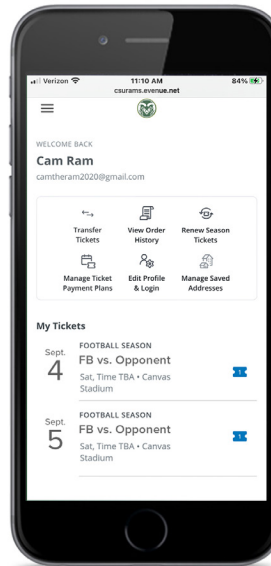 Verizon 11:10 AM 84%
csurams.evenue.net
WELCOME BACK
Cam Ram
camtheram2020@gmail.com
Transfer
Tickets
View Order
History
Renew Season
Tickets
Manage Ticket
Payment Plans
Edit Profile
& Login
Manage Saved
Addresses
My Tickets
Sept.
4
FOOTBALL SEASON
FB vs. Opponent
Sat, Time TBA • Canvas
Stadium
1
Sept.
5
FOOTBALL SEASON
FB vs. Opponent
Sat, Time TBA • Canvas
Stadium
1